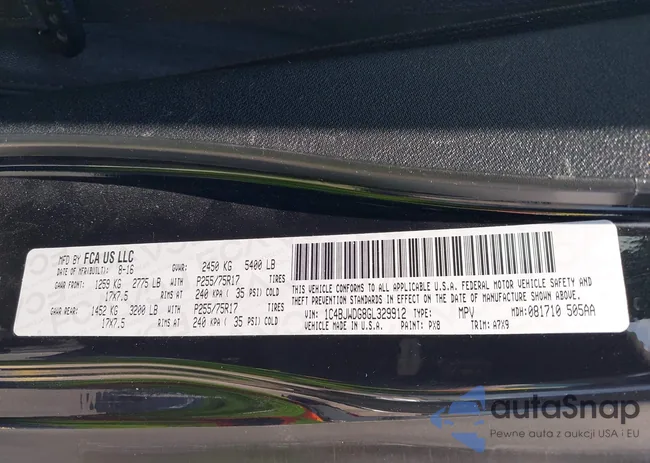 MFD BY FCA US LLC
DATE OF MFR(BUILT): 8-16 GVWR: 2450 KG 5400 LB
GAWR FRONT: 1259 KG 2775 LB WITH P255/75R17 TIRES
17X7.5 RIMS AT 240 KPA ( 35 PSI) COLD
GAWR REAR: 1452 KG 3200 LB WITH P255/75R17 TIRES
17X7.5 RIMS AT 240 KPA ( 35 PSI) COLD
THIS VEHICLE CONFORMS TO ALL APPLICABLE U.S.A. FEDERAL MOTOR VEHICLE SAFETY AND
THEFT PREVENTION STANDARDS IN EFFECT ON THE DATE OF MANUFACTURE SHOWN ABOVE.
VIN: 1C4BJWDG8GL329912 TYPE: MPV MDH: 081710 505AA
MADE IN U.S.A. PAINT: PX8 TRIM: A7X9
autaSnap
Pewne auta z aukcji USA i EU